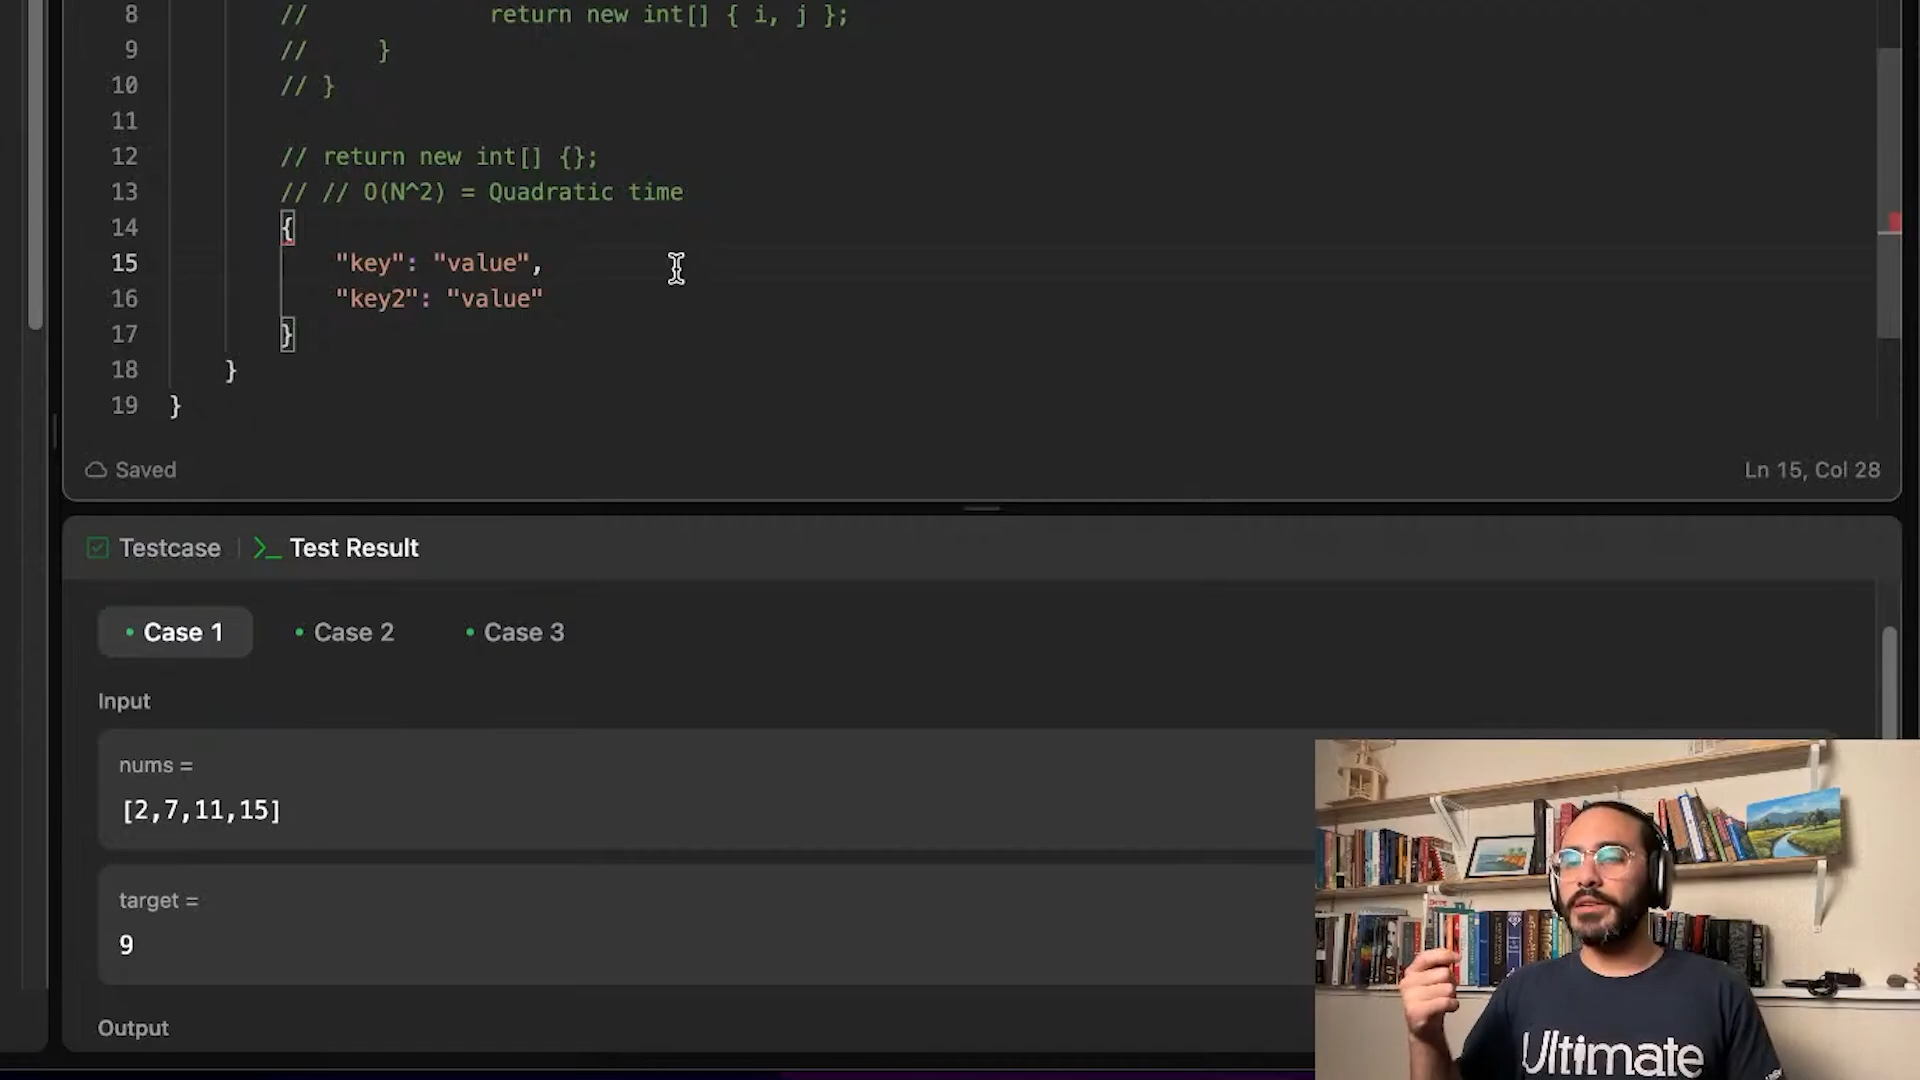 8 // return new int[] { i, j };
9 // }
10 // }
11
12 // return new int[] {};
13 // // O(N^2) = Quadratic time
14 {
15 "key": "value",
16 "key2": "value"
17 }
18 }
19 }
Saved
Ln 15, Col 28
Testcase
>_ Test Result
Case 1
Case 2
Case 3
Input
nums =
[2,7,11,15]
target =
9
Output
Ultimate